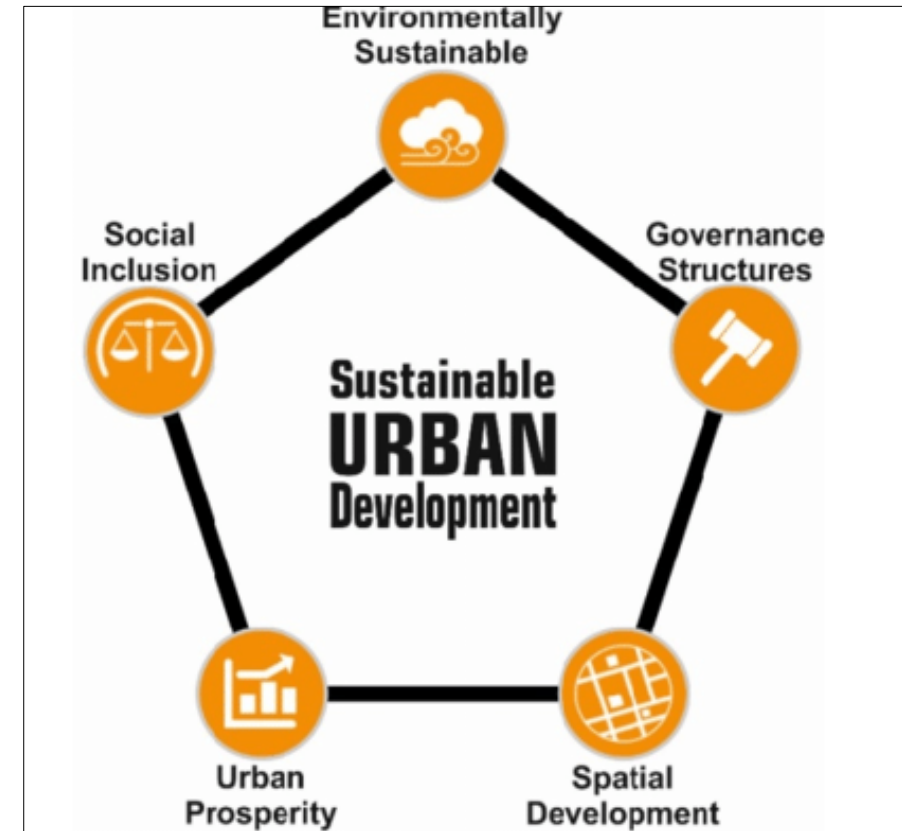 Environmentally
Sustainable
Social
Inclusion
Governance
Structures
Sustainable
URBAN
Development
Urban
Prosperity
Spatial
Development